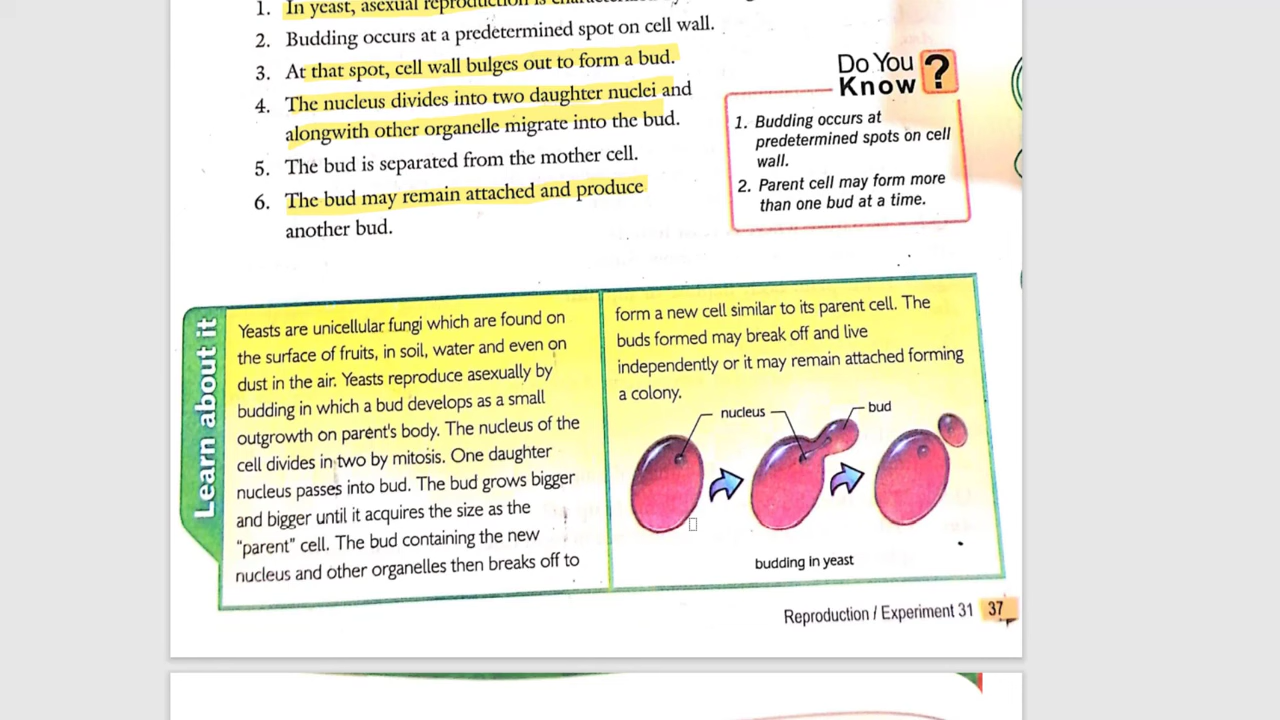 1. In yeast, asexual reproduction is
2. Budding occurs at a predetermined spot on cell wall.
3. At that spot, cell wall bulges out to form a bud.
4. The nucleus divides into two daughter nuclei and
alongwith other organelle migrate into the bud.
5. The bud is separated from the mother cell.
6. The bud may remain attached and produce
another bud.
Do You
Know ?
1. Budding occurs at
predetermined spots on cell
wall.
2. Parent cell may form more
than one bud at a time.
Learn about it
Yeasts are unicellular fungi which are found on
the surface of fruits, in soil, water and even on
dust in the air. Yeasts reproduce asexually by
budding in which a bud develops as a small
outgrowth on parent's body. The nucleus of the
cell divides in two by mitosis. One daughter
nucleus passes into bud. The bud grows bigger
and bigger until it acquires the size as the
"parent" cell. The bud containing the new
nucleus and other organelles then breaks off to
form a new cell similar to its parent cell. The
buds formed may break off and live
independently or it may remain attached forming
a colony.
nucleus
bud
budding in yeast
Reproduction / Experiment 31 37